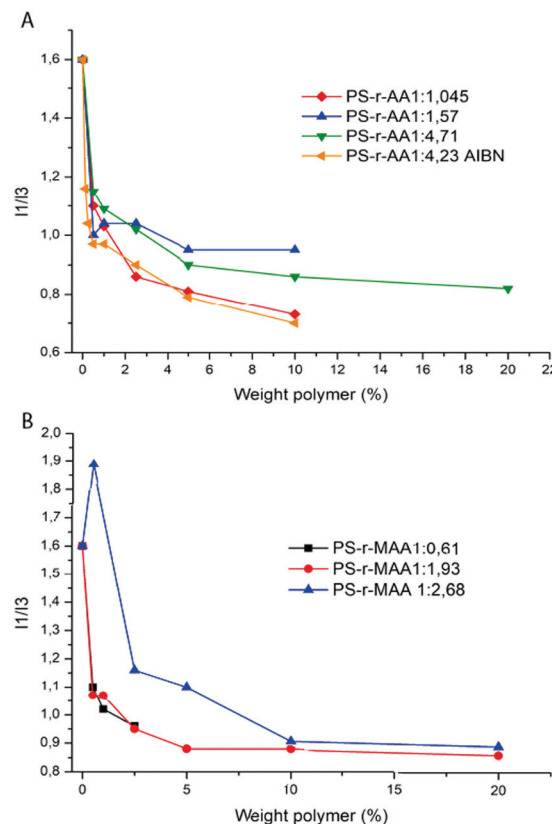 A
1,6
1,4
1,2
1,0
0,8
0,6
I1/I3
PS-r-AA1:1,045
PS-r-AA1:1,57
PS-r-AA1:4,71
PS-r-AA1:4,23 AIBN
0 2 4 6 8 10 12 14 16 18 20 22
Weight polymer (%)
B
2,0
1,9
1,8
1,7
1,6
1,5
1,4
1,3
1,2
1,1
1,0
0,9
0,8
I1/I3
PS-r-MAA1:0,61
PS-r-MAA1:1,93
PS-r-MAA 1:2,68
0 5 10 15 20
Weight polymer (%)